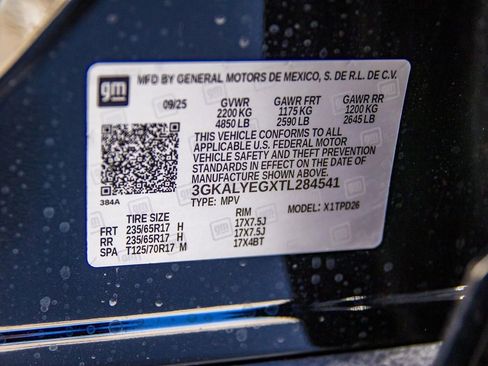 gm MFD BY GENERAL MOTORS DE MEXICO, S. DE R.L. DE C.V.
09/25 GVWR GAWR FRT GAWR RR
2200 KG 1175 KG 1200 KG
4850 LB 2590 LB 2645 LB
THIS VEHICLE CONFORMS TO ALL
APPLICABLE U.S. FEDERAL MOTOR
VEHICLE SAFETY AND THEFT PREVENTION
STANDARDS IN EFFECT ON THE DATE OF
MANUFACTURE SHOWN ABOVE.
3GKALYEGXTL284541
384A TYPE: MPV MODEL: X1TPD26
TIRE SIZE RIM
FRT 235/65R17 H 17X7.5J
RR 235/65R17 H 17X7.5J
SPA T125/70R17 M 17X4BT